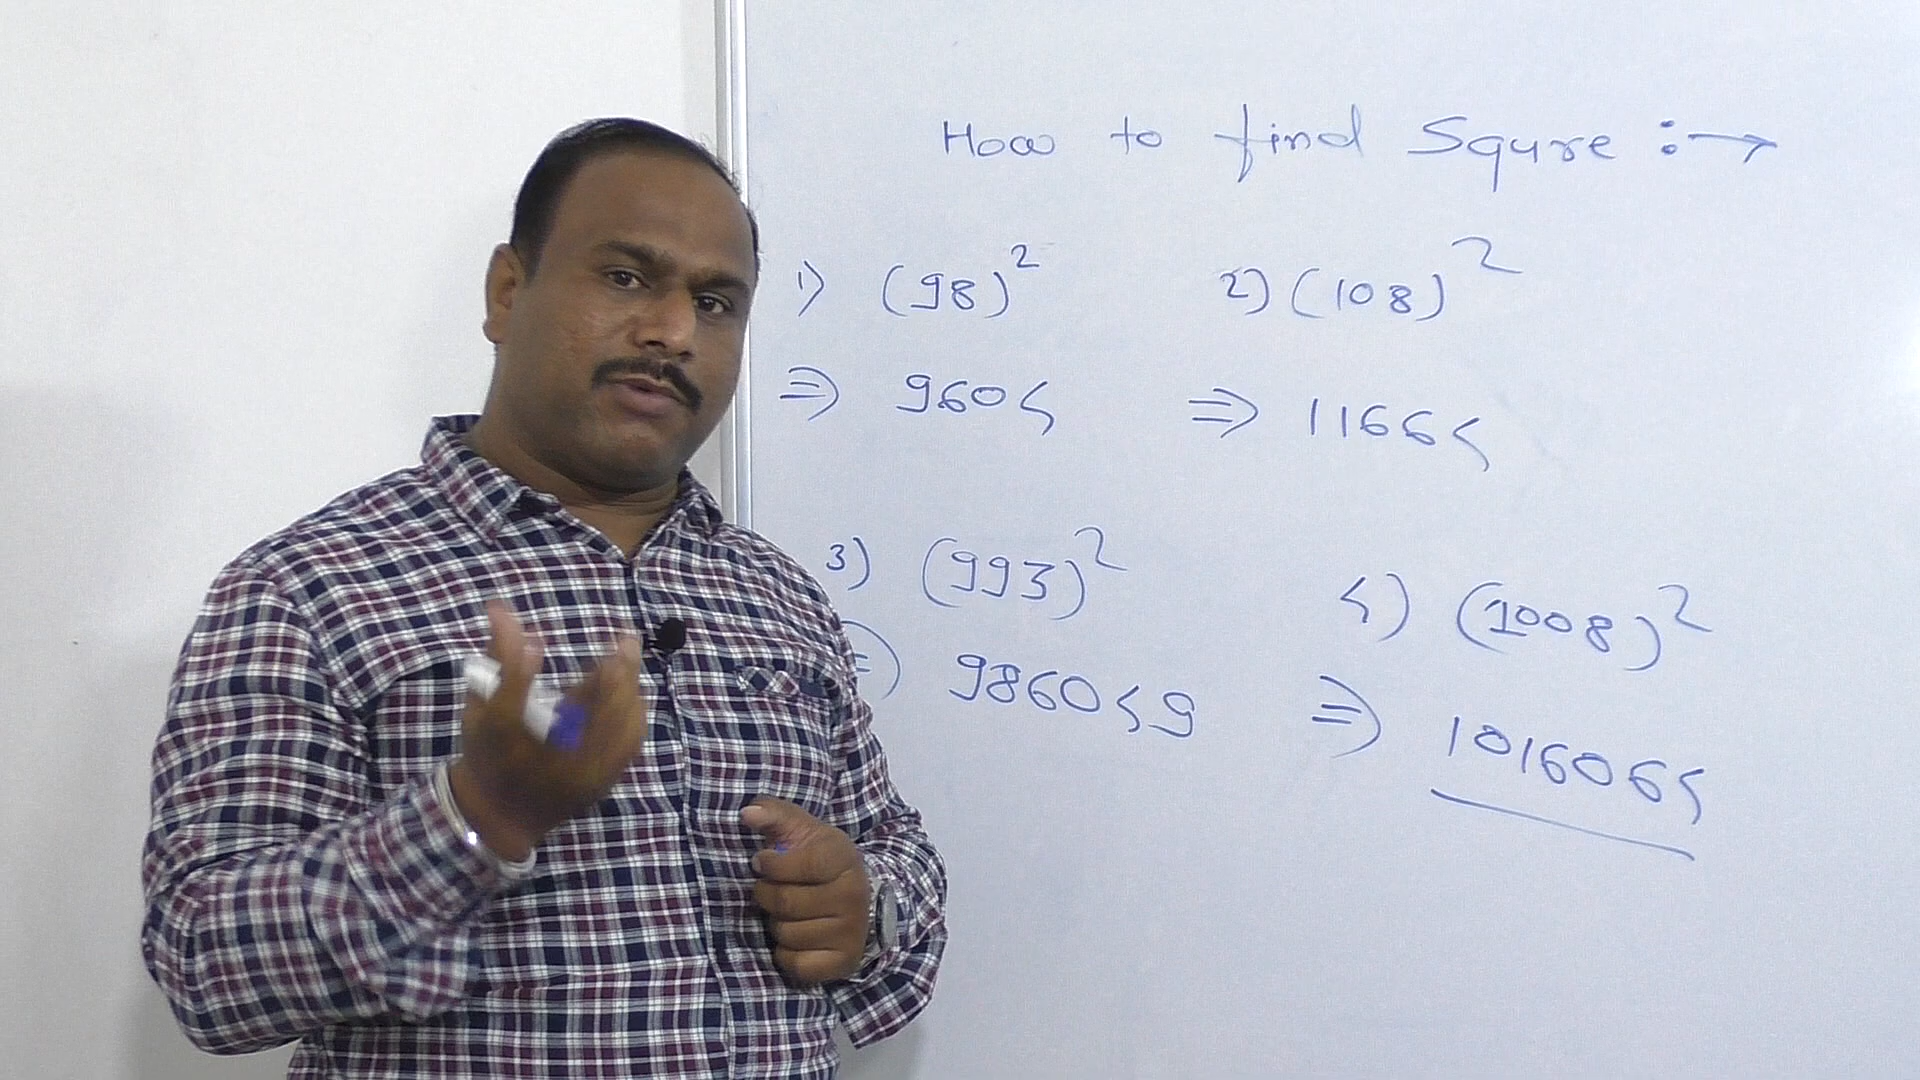 How to find Squre :→
1) (98)² 2) (108)²
⇒ 9604 ⇒ 11664
3) (993)² 4) (1008)²
⇒ 986049 ⇒ 1016064